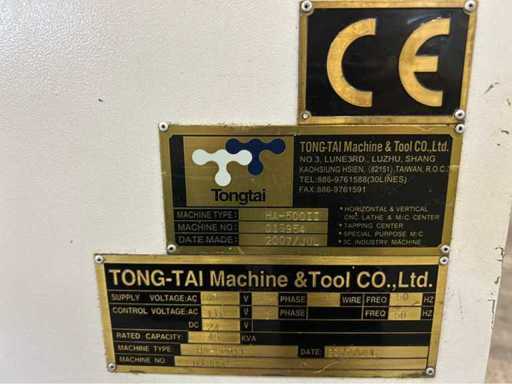 CE
TONG-TAI Machine & Tool CO.,Ltd.
NO.3, LUNE3RD., LUZHU, SHANG
KAOHSIUNG HSIEN, (82151), TAIWAN, R.O.C.
TEL:886-9761588(30LINES)
FAX:886-9761591
Tongtai
MACHINE TYPE: HA-500II
MACHINE NO.:
DATE.MADE: 2007/JUL
• HORIZONTAL & VERTICAL
CNC LATHE & M/C CENTER
• TAPPING CENTER
• SPECIAL PURPOSE M/C
• 3C INDUSTRY MACHINE
TONG-TAI Machine & Tool CO.,Ltd.
SUPPLY VOLTAGE:AC V PHASE WIRE FREQ 60 HZ
CONTROL VOLTAGE:AC V PHASE FREQ 60 HZ
DC 24 V
RATED CAPACITY KVA
MACHINE TYPE DATE:
MACHINE NO.